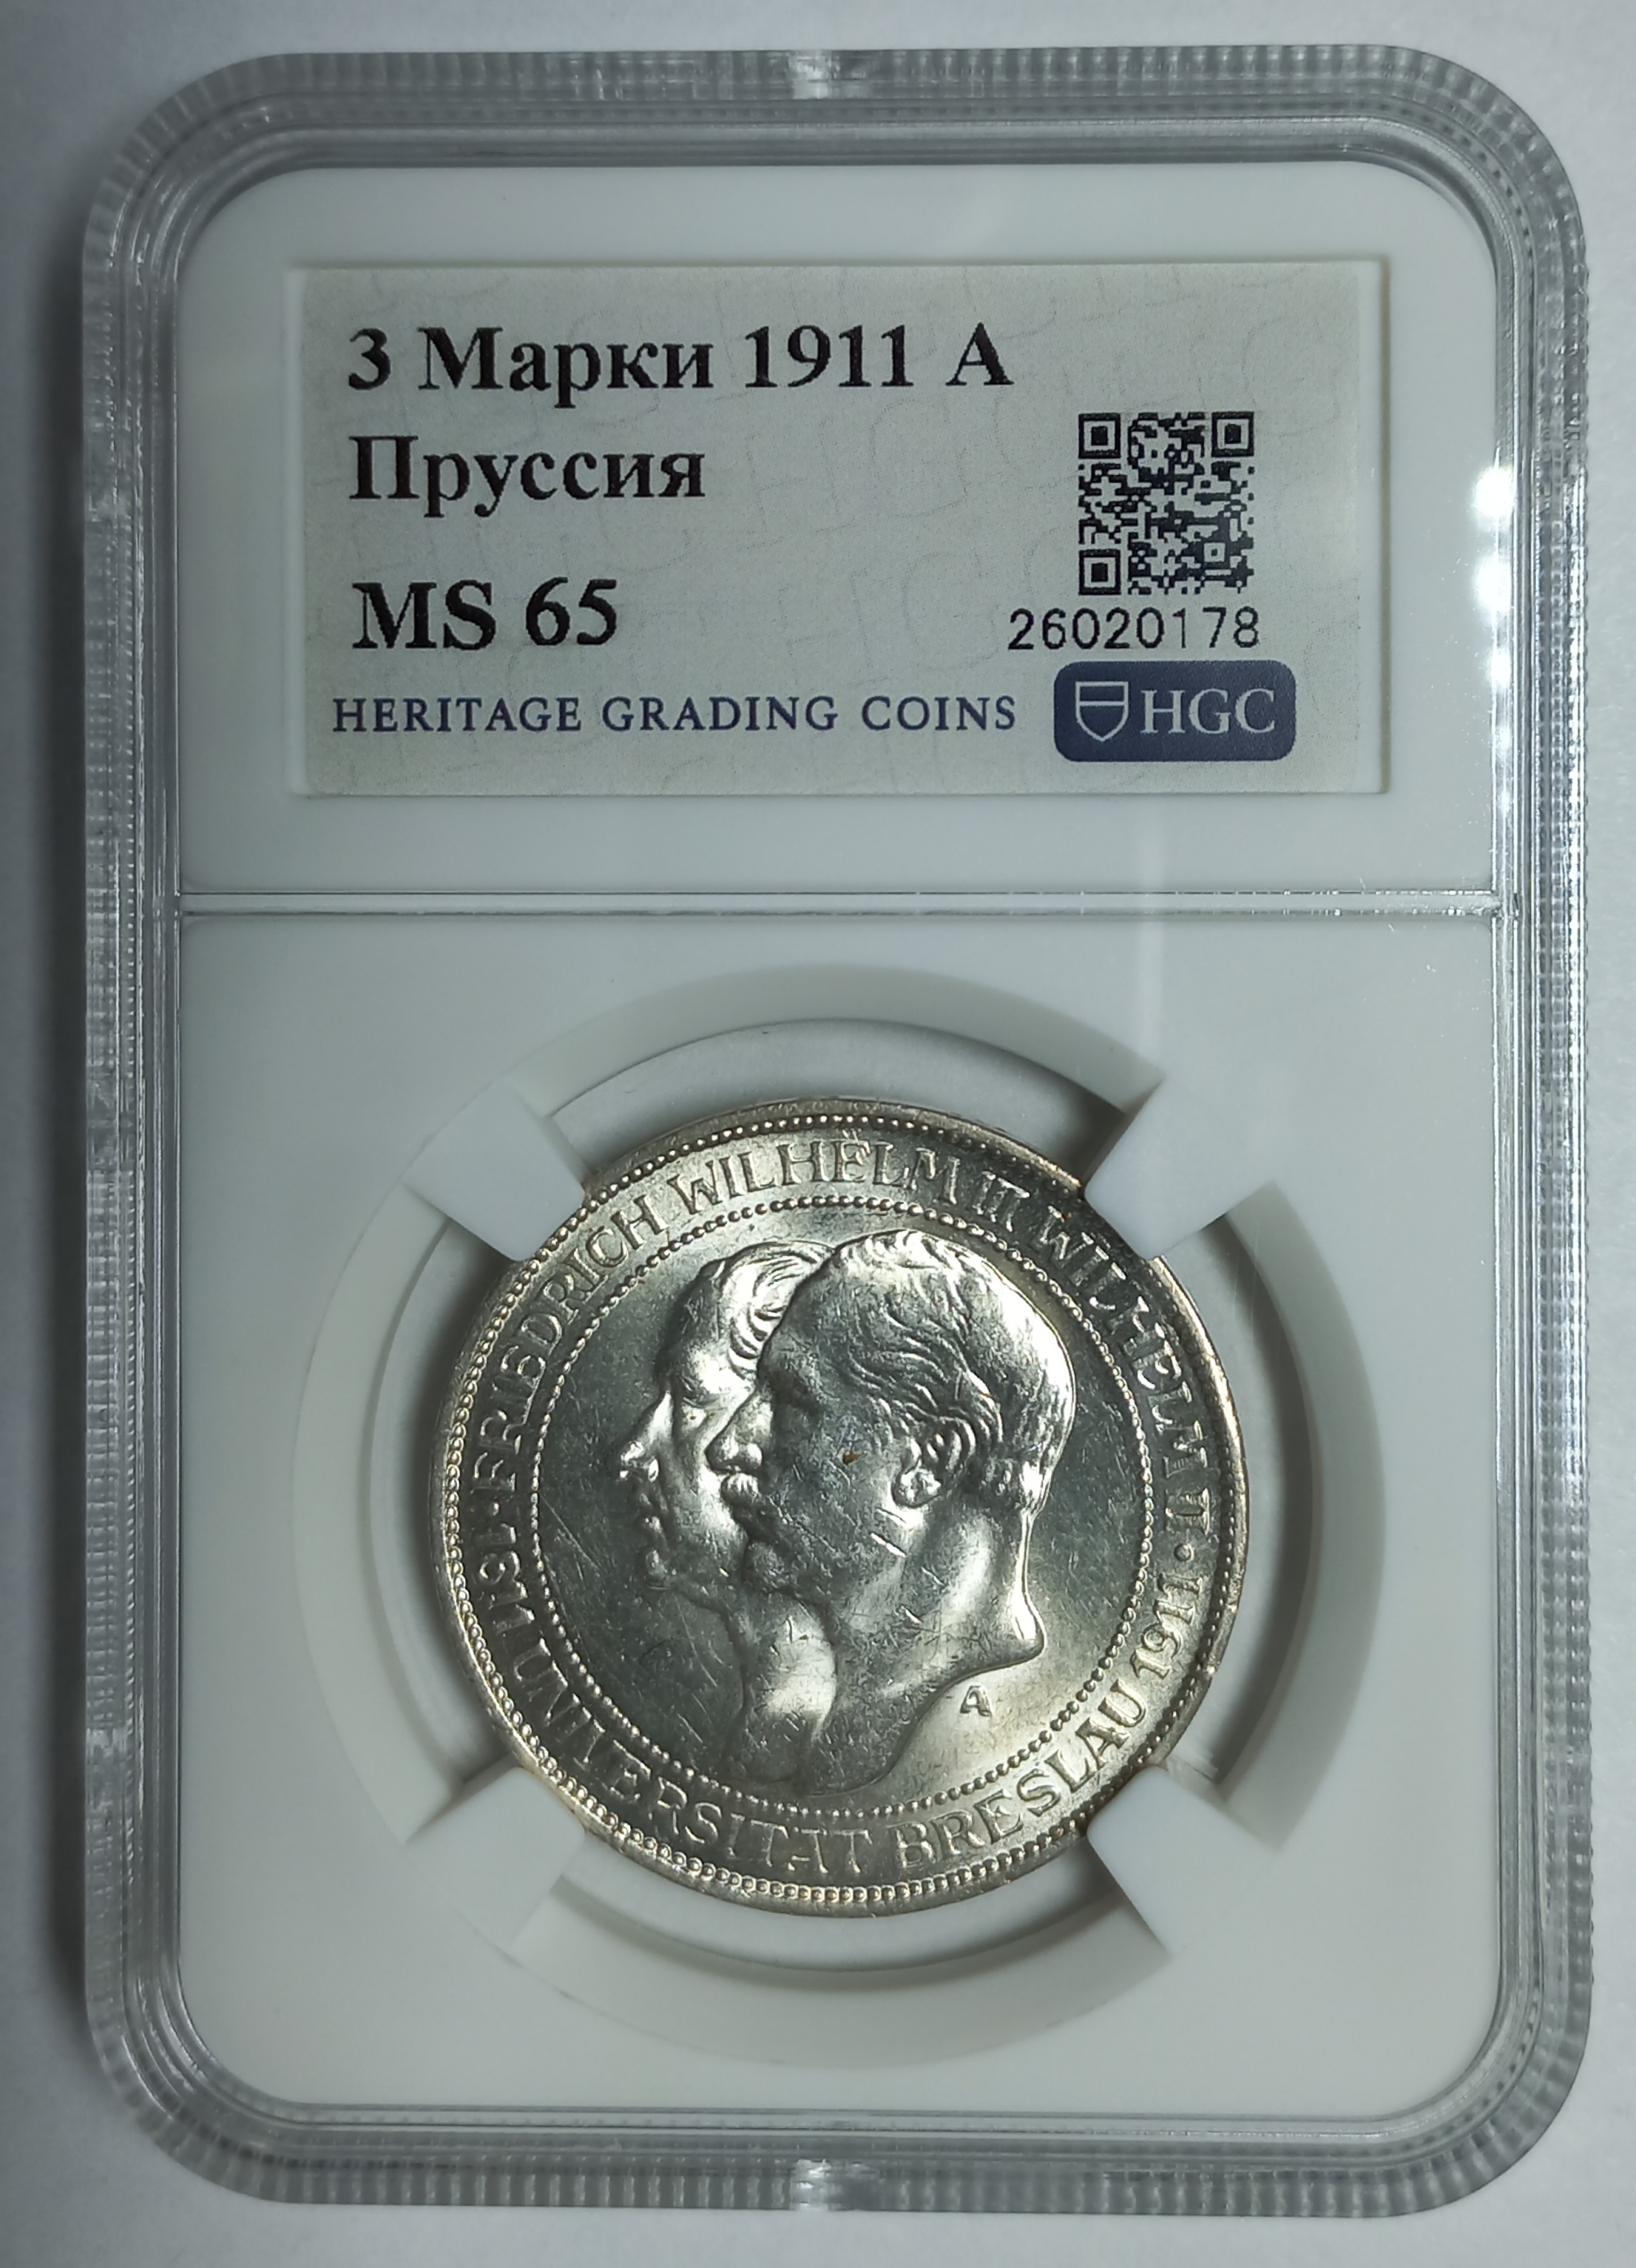 3 Марки 1911 A
Пруссия
MS 65
26020178
HERITAGE GRADING COINS HGC
1811·FRIEDRICH WILHELM III WILHELM II·
UNIVERSITÄT BRESLAU 1911
A